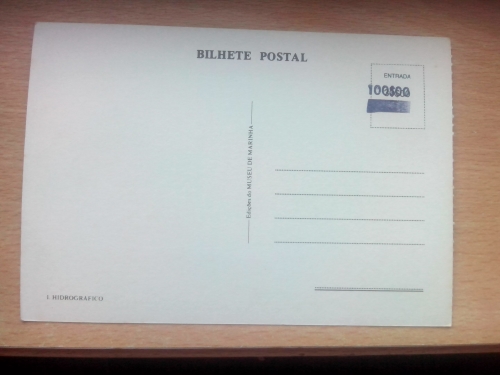 BILHETE POSTAL
ENTRADA
100$00
Edições do MUSEU DE MARINHA
I. HIDROGRÁFICO